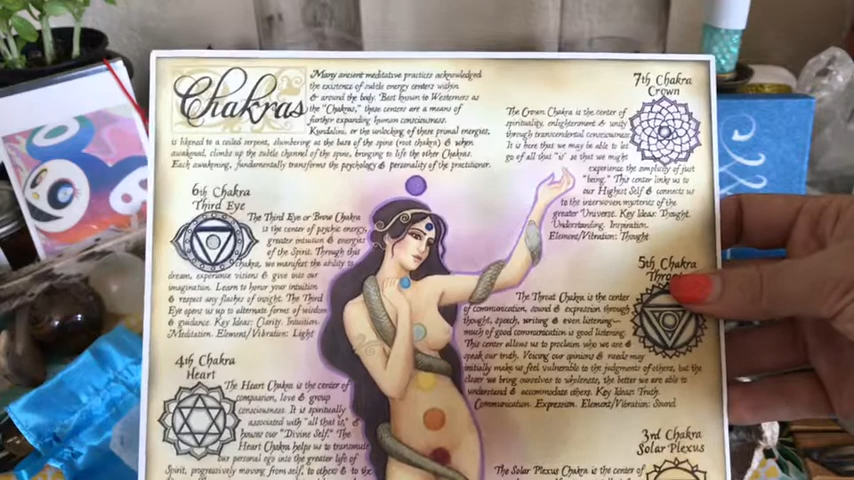 Chakras
Many ancient meditative practices acknowledged
the existence of subtle energy centers within
& around the body. Best known to Westerners as
the "Chakras," these centers are a means of
further expanding human consciousness.
Kundalini, or the unlocking of these primal energies,
is likened to a coiled serpent, slumbering at the base of the spine (root chakra) & when
awakened, climbs up the subtle channel of the spine, bringing to life the other Chakras.
Each awakening, fundamentally transforms the psychology & personality of the practitioner.
7th Chakra
Crown
The Crown Chakra is the center of
spirituality, enlightenment & unity
through transcendental consciousness.
It is here that we may be able to let
go of all that "is" so that we might
experience the simplicity of just
"being." This center links us to
our Highest Self & connects us
to the interwoven mysteries of the
greater Universe. Key Ideas: Thought.
Understanding. Inspiration.
Element/Vibration: Thought
6th Chakra
Third Eye
The Third Eye or Brow Chakra
is the center of psychic energy,
greater intuition & energies
of the Spirit. Through this
chakra, we manifest the ability to
dream, experience visions & give into our
imagination. Learn to honor your intuition
& respect any flashes of insight. The Third
Eye opens us up to alternate forms of wisdom
& guidance. Key Ideas: Clarity. Intuition.
Meditation. Element/Vibration: Light
5th Chakra
Throat
The Throat Chakra is the center
of communication, sound & expression through
thought, speech, writing & even listening—
much of good communication is good listening.
This center allows us to proclaim who we are &
speak our truth. Voicing our opinions & needs may
initially make us feel vulnerable to the judgments of others, but the
clearer we bring ourselves to wholeness, the better we are able to
understand & accommodate others. Key Ideas: Truth.
Communication. Expression. Element/Vibration: Sound
4th Chakra
Heart
The Heart Chakra is the center of
compassion, love & group
consciousness. It is spiritually
associated with "all that is," &
houses our "Divine Self." The
Heart Chakra helps us to transmute
our personal ego into the greater life of
Spirit, progressively moving from self, to others & to the
3rd Chakra
Solar Plexus
The Solar Plexus Chakra is the center of